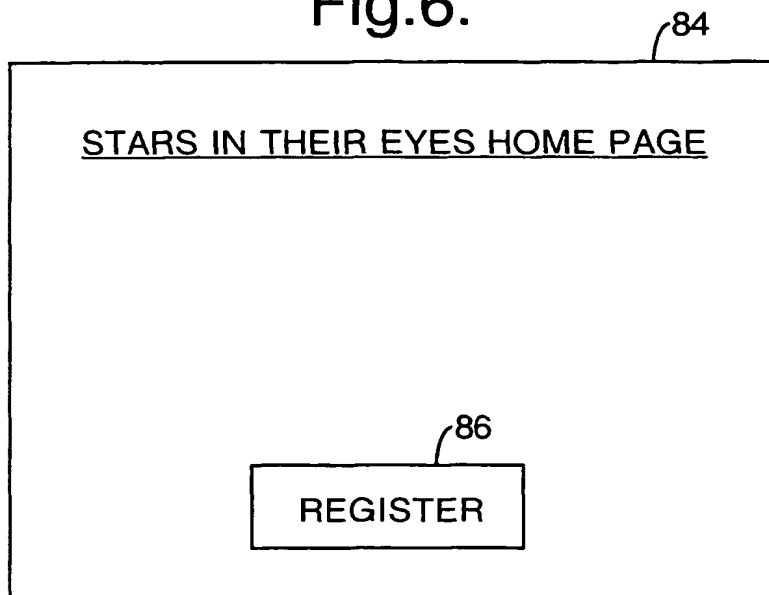 Fig.6.
84
STARS IN THEIR EYES HOME PAGE
86
REGISTER